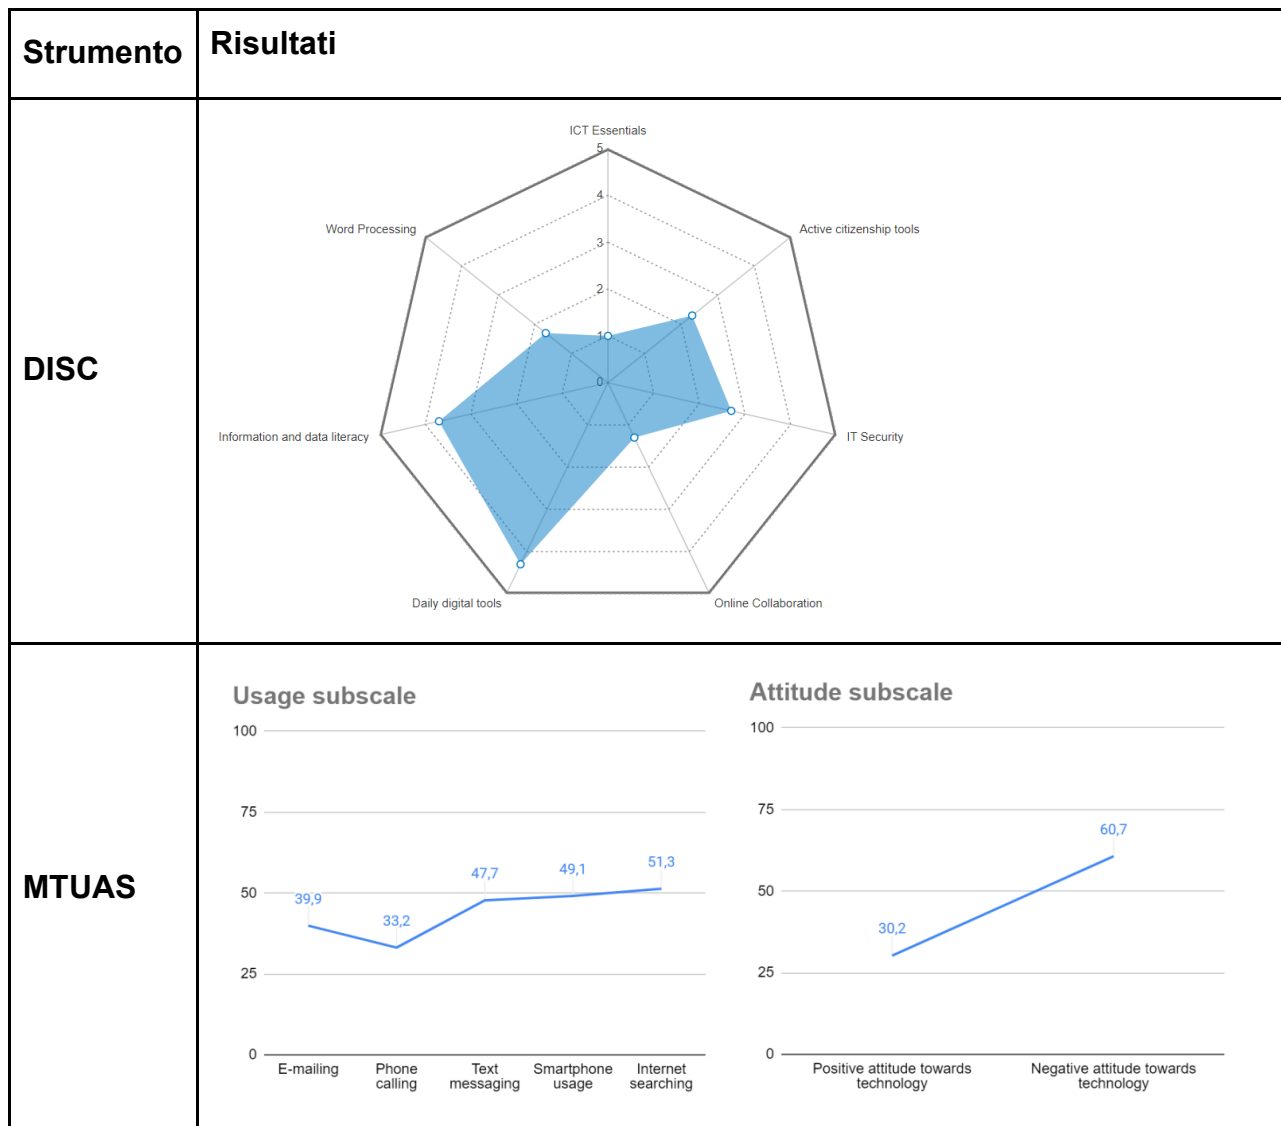 Strumento
Risultati
DISC
ICT Essentials
5
4
3
2
1
0
Word Processing
Active citizenship tools
Information and data literacy
IT Security
Daily digital tools
Online Collaboration
MTUAS
Usage subscale
100
75
50
25
0
39,9
33,2
47,7
49,1
51,3
E-mailing
Phone
calling
Text
messaging
Smartphone
usage
Internet
searching
Attitude subscale
100
75
50
25
0
30,2
60,7
Positive attitude towards
technology
Negative attitude towards
technology